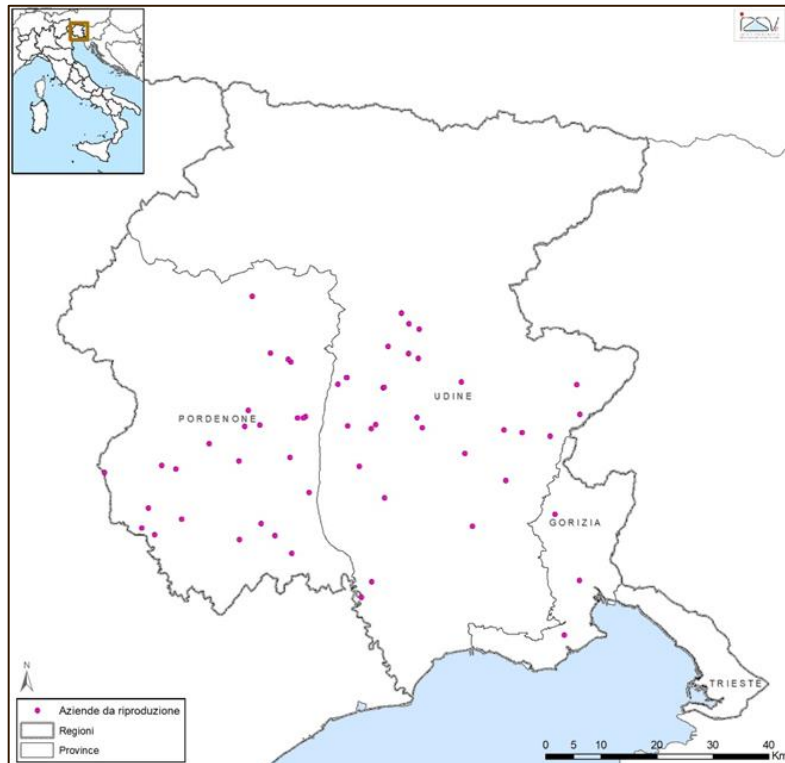 PORDENONE
UDINE
GORIZIA
TRIESTE
N
Aziende da riproduzione
Regioni
Province
0 5 10 20 30 40
Km